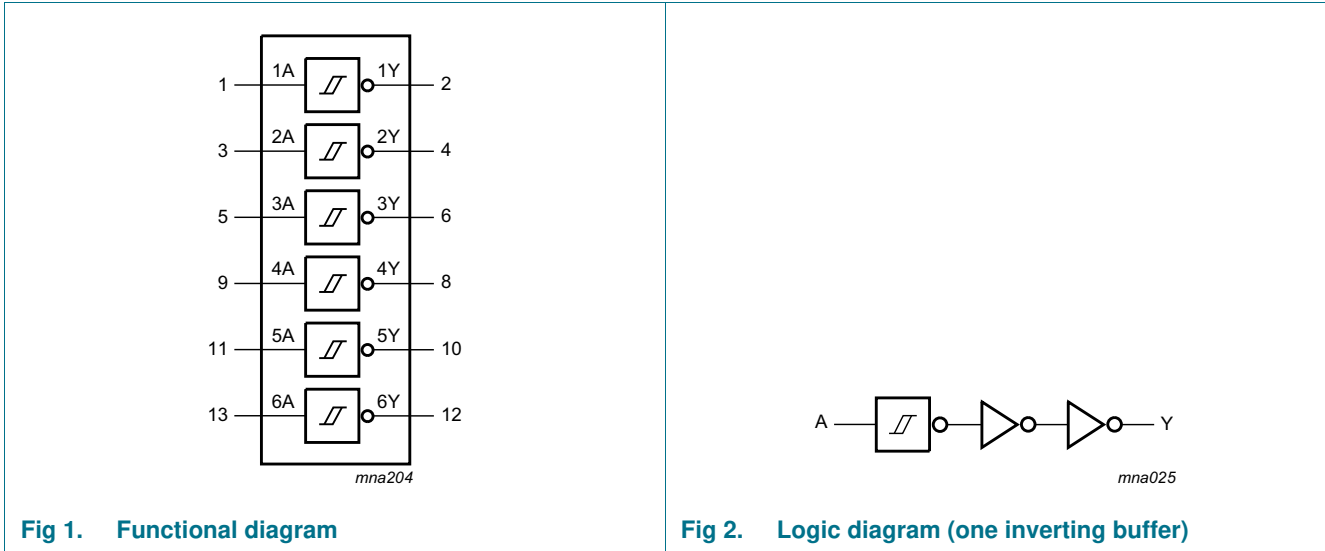 1 1A 1Y 2
3 2A 2Y 4
5 3A 3Y 6
9 4A 4Y 8
11 5A 5Y 10
13 6A 6Y 12
mna204
Fig 1. Functional diagram
A Y
mna025
Fig 2. Logic diagram (one inverting buffer)